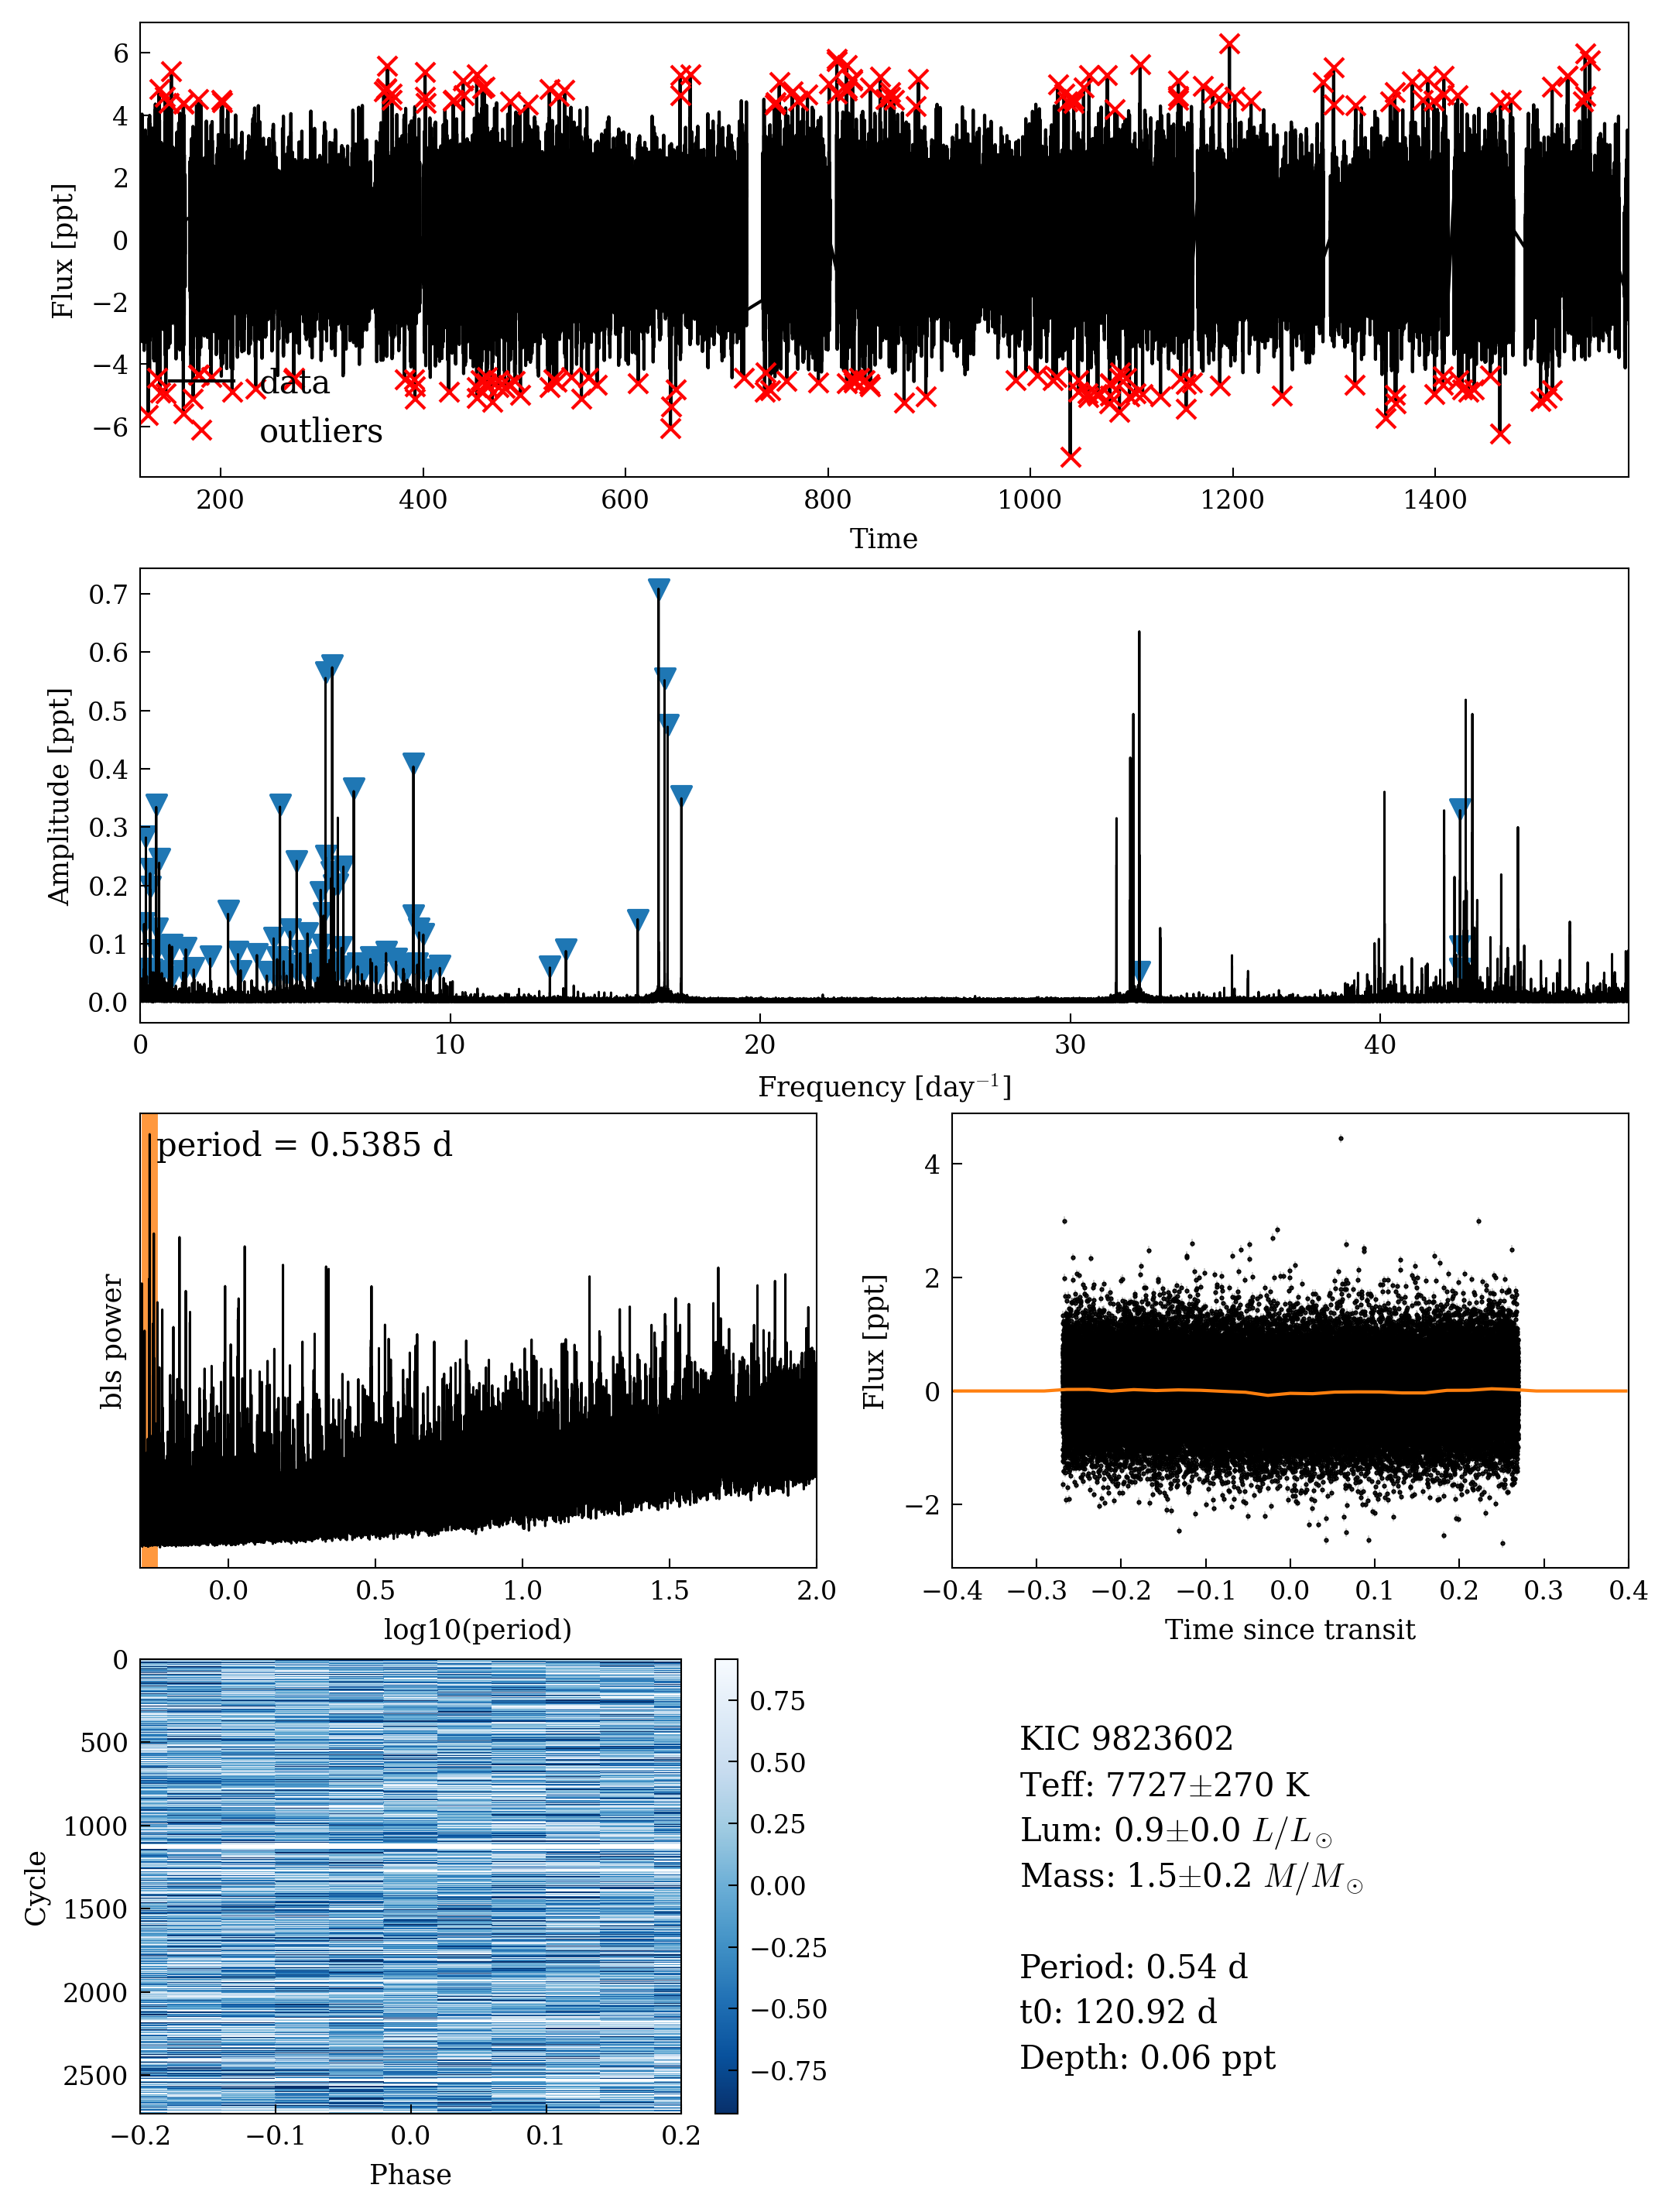 6
4
2
0
−2
−4
−6
Flux [ppt]
data
outliers
200 400 600 800 1000 1200 1400
Time
0.7
0.6
0.5
0.4
0.3
0.2
0.1
0.0
Amplitude [ppt]
0 10 20 30 40
Frequency [day⁻¹]
period = 0.5385 d
bls power
0.0 0.5 1.0 1.5 2.0
log10(period)
4
2
0
−2
Flux [ppt]
−0.4 −0.3 −0.2 −0.1 0.0 0.1 0.2 0.3 0.4
Time since transit
0
500
1000
1500
2000
2500
Cycle
−0.2 −0.1 0.0 0.1 0.2
Phase
0.75
0.50
0.25
0.00
−0.25
−0.50
−0.75
KIC 9823602
Teff: 7727±270 K
Lum: 0.9±0.0 L/L⊙
Mass: 1.5±0.2 M/M⊙
Period: 0.54 d
t0: 120.92 d
Depth: 0.06 ppt